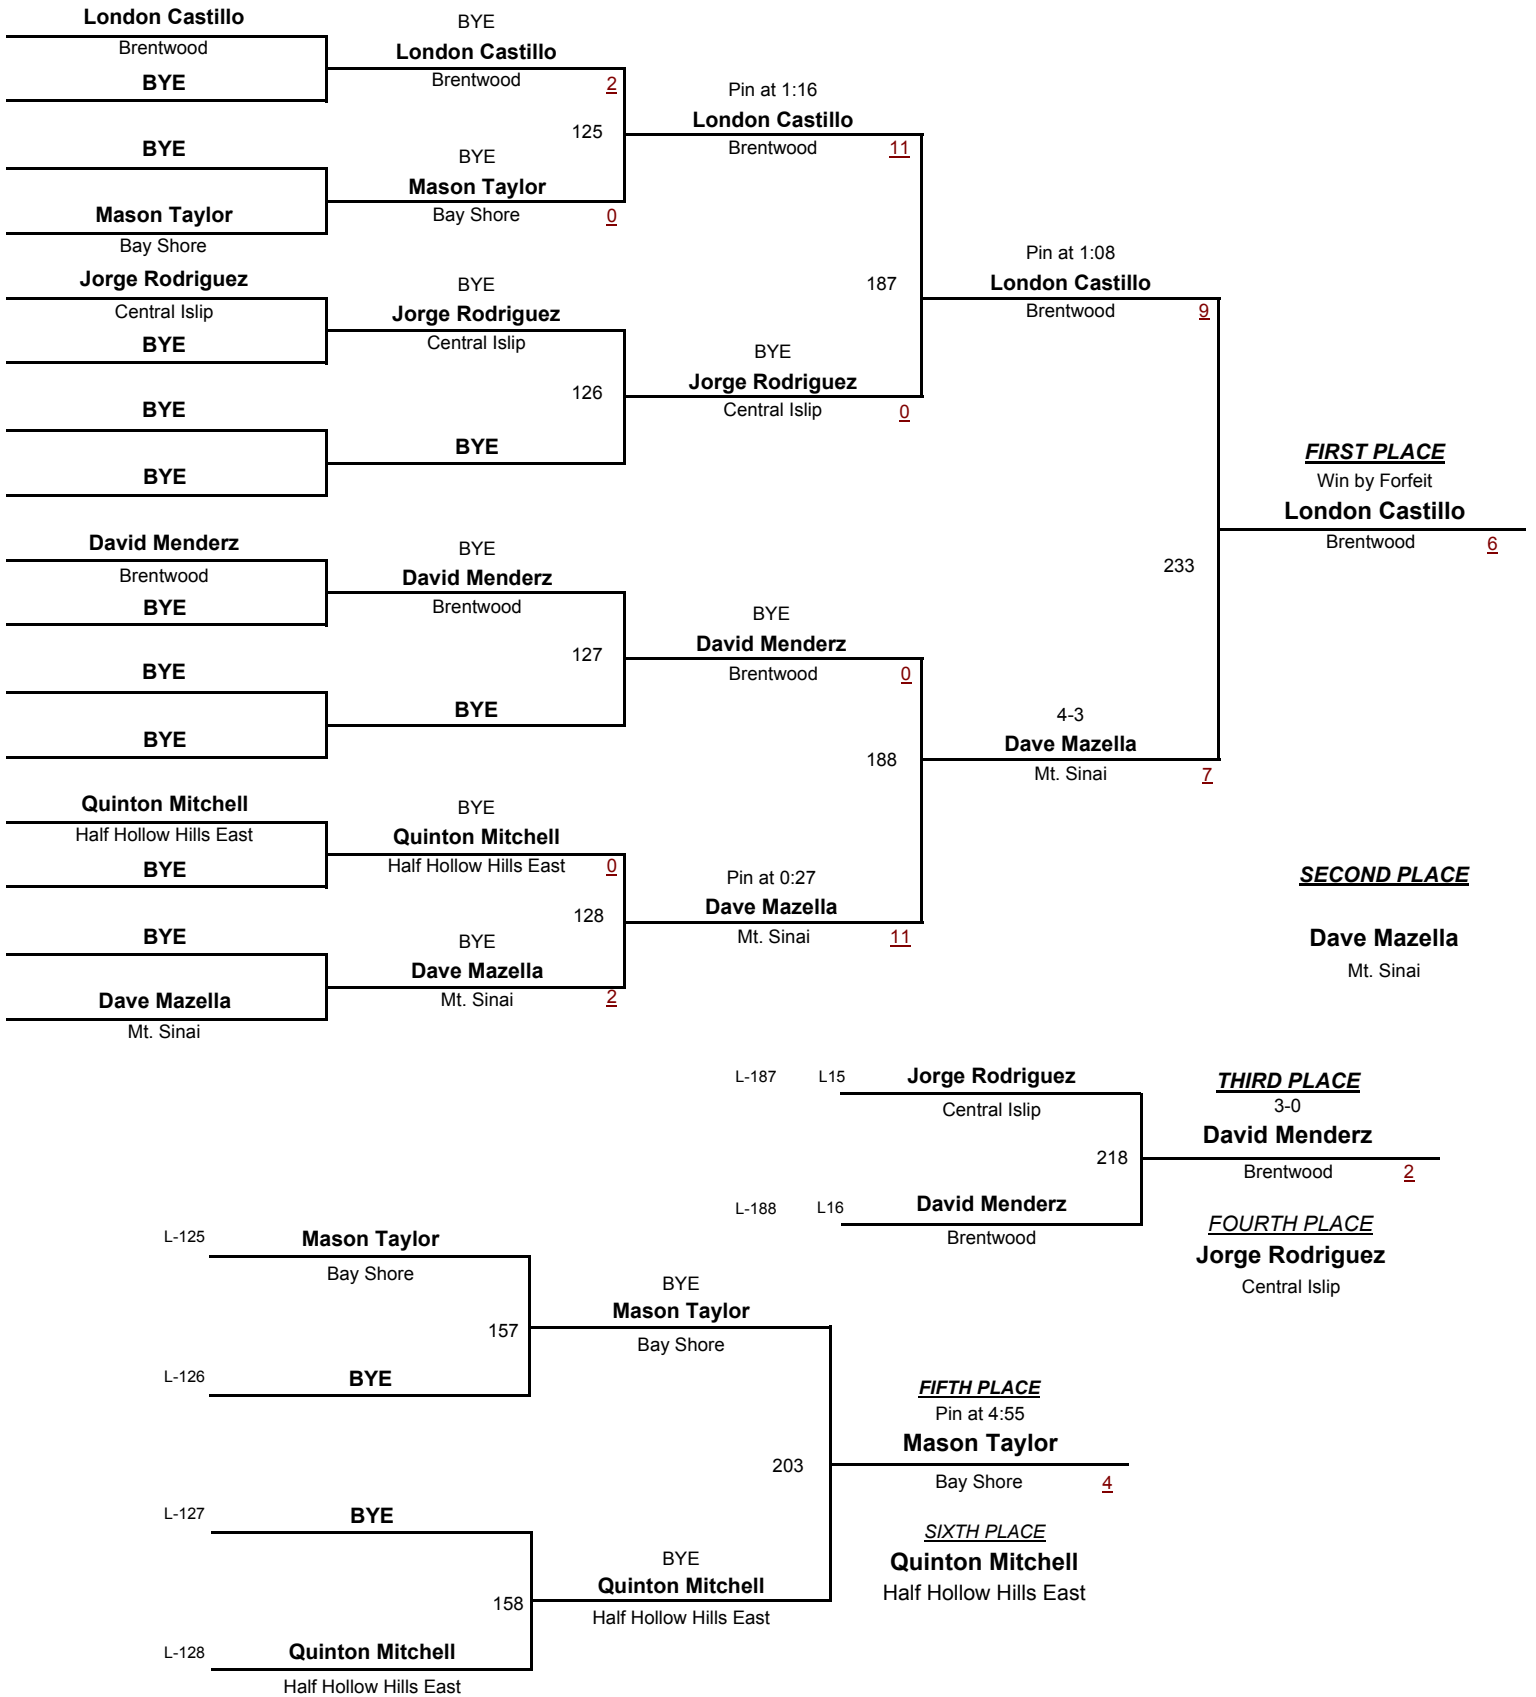 London Castillo
Brentwood
BYE
BYE
Mason Taylor
Bay Shore
Jorge Rodriguez
Central Islip
BYE
BYE
BYE
David Menderz
Brentwood
BYE
BYE
BYE
Quinton Mitchell
Half Hollow Hills East
BYE
BYE
Dave Mazella
Mt. Sinai
BYE
London Castillo
Brentwood
2
125
BYE
Mason Taylor
Bay Shore
0
BYE
Jorge Rodriguez
Central Islip
126
BYE
BYE
David Menderz
Brentwood
127
BYE
BYE
Quinton Mitchell
Half Hollow Hills East
0
128
BYE
Dave Mazella
Mt. Sinai
2
Pin at 1:16
London Castillo
Brentwood
11
187
BYE
Jorge Rodriguez
Central Islip
0
BYE
David Menderz
Brentwood
0
188
Pin at 0:27
Dave Mazella
Mt. Sinai
11
Pin at 1:08
London Castillo
Brentwood
9
233
4-3
Dave Mazella
Mt. Sinai
7
FIRST PLACE
Win by Forfeit
London Castillo
Brentwood
6
SECOND PLACE
Dave Mazella
Mt. Sinai
L-187
L15
Jorge Rodriguez
Central Islip
218
L-188
L16
David Menderz
Brentwood
THIRD PLACE
3-0
David Menderz
Brentwood
2
FOURTH PLACE
Jorge Rodriguez
Central Islip
L-125
Mason Taylor
Bay Shore
157
L-126
BYE
L-127
BYE
158
L-128
Quinton Mitchell
Half Hollow Hills East
BYE
Mason Taylor
Bay Shore
203
BYE
Quinton Mitchell
Half Hollow Hills East
FIFTH PLACE
Pin at 4:55
Mason Taylor
Bay Shore
4
SIXTH PLACE
Quinton Mitchell
Half Hollow Hills East